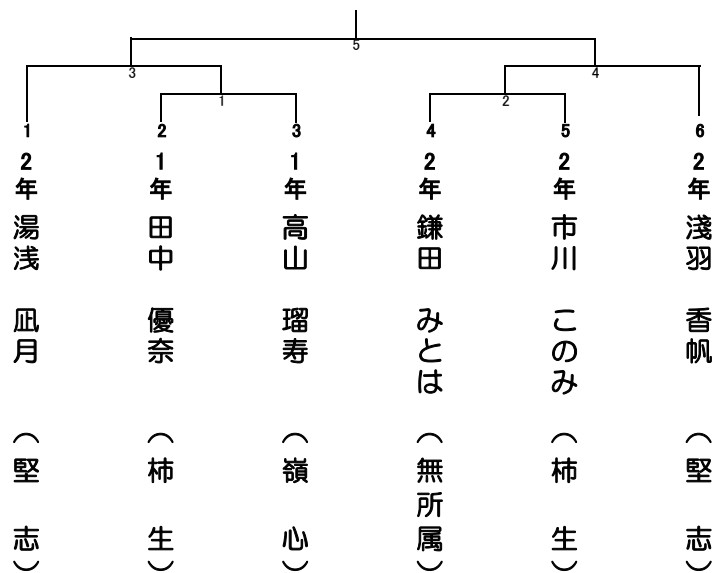 5
3
4
1
2
1 2年 湯浅 凪月 （堅 志）
2 1年 田中 優奈 （柿 生）
3 1年 高山 瑠寿 （嶺 心）
4 2年 鎌田 みとは （無所属）
5 2年 市川 このみ （柿 生）
6 2年 淺羽 香帆 （堅 志）